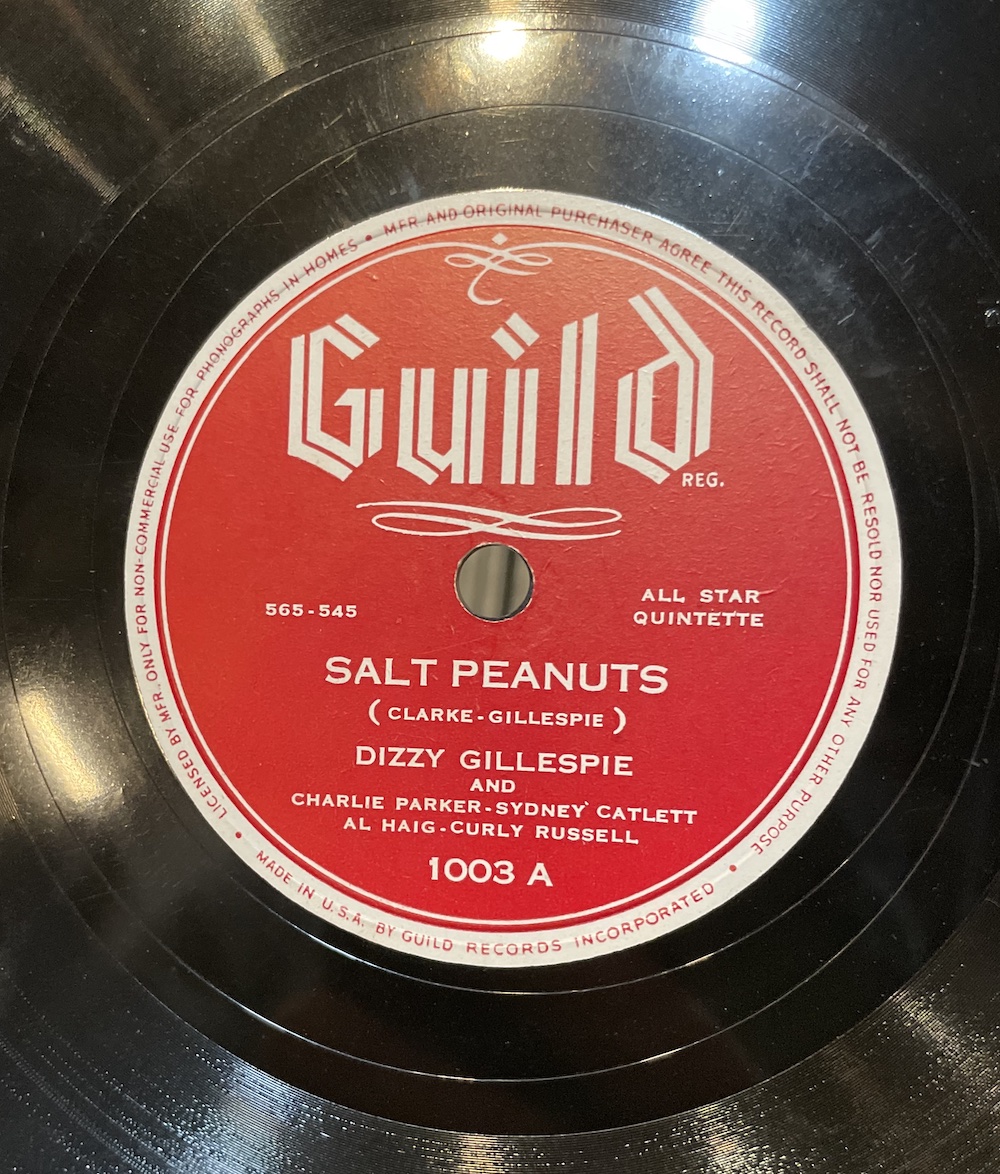 LICENSED BY MFR. ONLY FOR NON-COMMERCIAL USE FOR PHONOGRAPHS IN HOMES • MFR AND ORIGINAL PURCHASER AGREE THIS RECORD SHALL NOT BE RESOLD NOR USED FOR ANY OTHER PURPOSE •
Guild
REG.
565-545
ALL STAR
QUINTETTE
SALT PEANUTS
(CLARKE-GILLESPIE)
DIZZY GILLESPIE
AND
CHARLIE PARKER-SYDNEY CATLETT
AL HAIG-CURLY RUSSELL
1003 A
MADE IN U.S.A. BY GUILD RECORDS INCORPORATED •